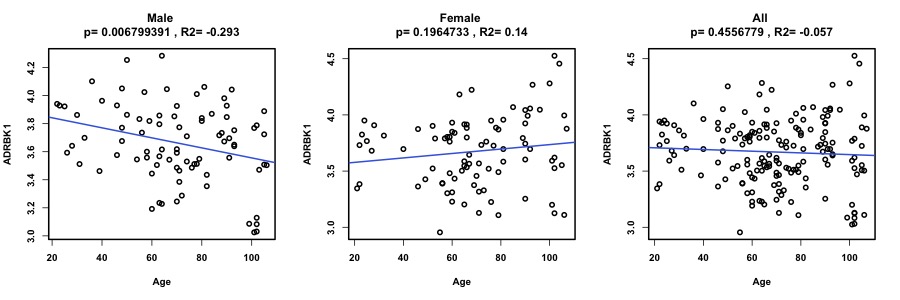 Male
p= 0.006799391 , R2= -0.293
ADRBK1
4.2
4.0
3.8
3.6
3.4
3.2
3.0
20 40 60 80 100
Age
Female
p= 0.1964733 , R2= 0.14
ADRBK1
4.5
4.0
3.5
3.0
20 40 60 80 100
Age
All
p= 0.4556779 , R2= -0.057
ADRBK1
4.5
4.0
3.5
3.0
20 40 60 80 100
Age